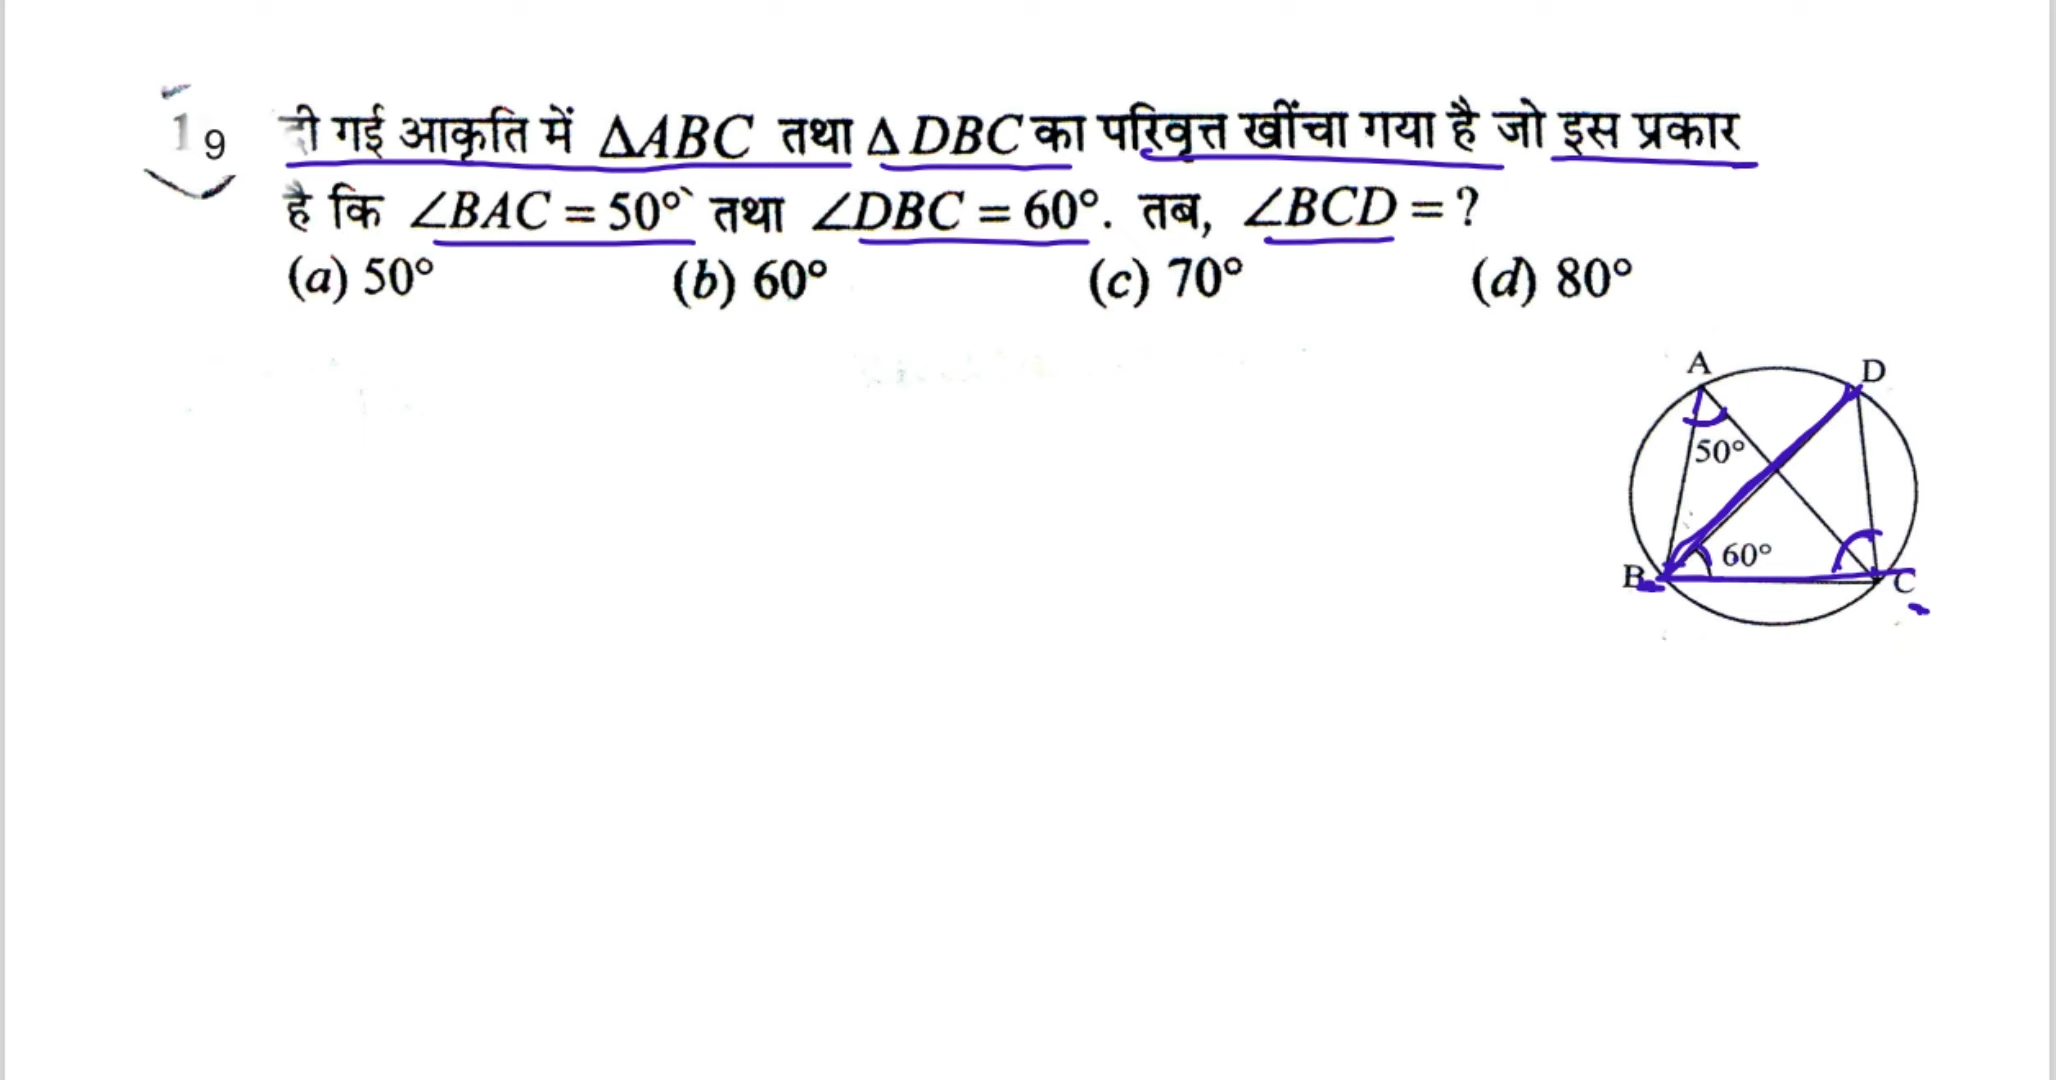 19 दी गई आकृति में ΔABC तथा Δ DBC का परिवृत्त खींचा गया है जो इस प्रकार
है कि ∠BAC = 50° तथा ∠DBC = 60°. तब, ∠BCD = ?
(a) 50° (b) 60° (c) 70° (d) 80°
A D
50°
60°
B C